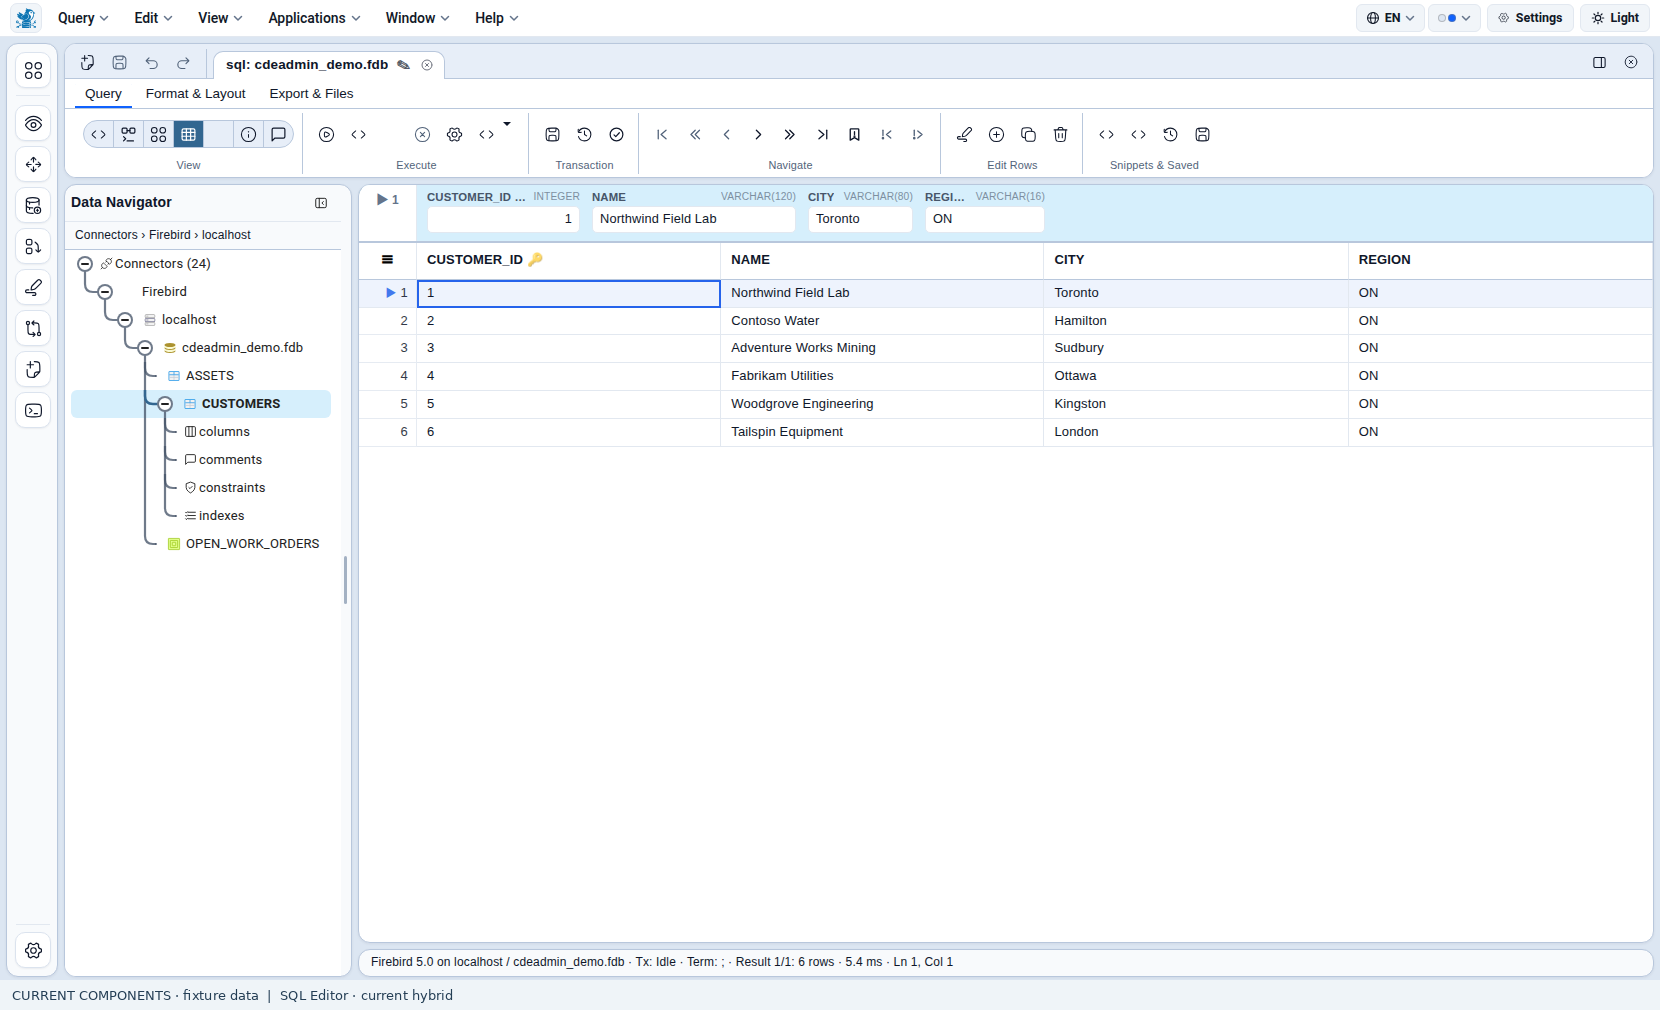 Query Edit View Applications Window Help EN Settings Light
sql: cdeadmin_demo.fdb
Query Format & Layout Export & Files
View Execute Transaction Navigate Edit Rows Snippets & Saved
Data Navigator
Connectors › Firebird › localhost
Connectors (24)
Firebird
localhost
cdeadmin_demo.fdb
ASSETS
CUSTOMERS
columns
comments
constraints
indexes
OPEN_WORK_ORDERS
1 CUSTOMER_ID ... INTEGER NAME VARCHAR(120) CITY VARCHAR(80) REGI... VARCHAR(16)
1 Northwind Field Lab Toronto ON
CUSTOMER_ID NAME CITY REGION
1 1 Northwind Field Lab Toronto ON
2 2 Contoso Water Hamilton ON
3 3 Adventure Works Mining Sudbury ON
4 4 Fabrikam Utilities Ottawa ON
5 5 Woodgrove Engineering Kingston ON
6 6 Tailspin Equipment London ON
Firebird 5.0 on localhost / cdeadmin_demo.fdb · Tx: Idle · Term: ; · Result 1/1: 6 rows · 5.4 ms · Ln 1, Col 1
CURRENT COMPONENTS · fixture data | SQL Editor · current hybrid